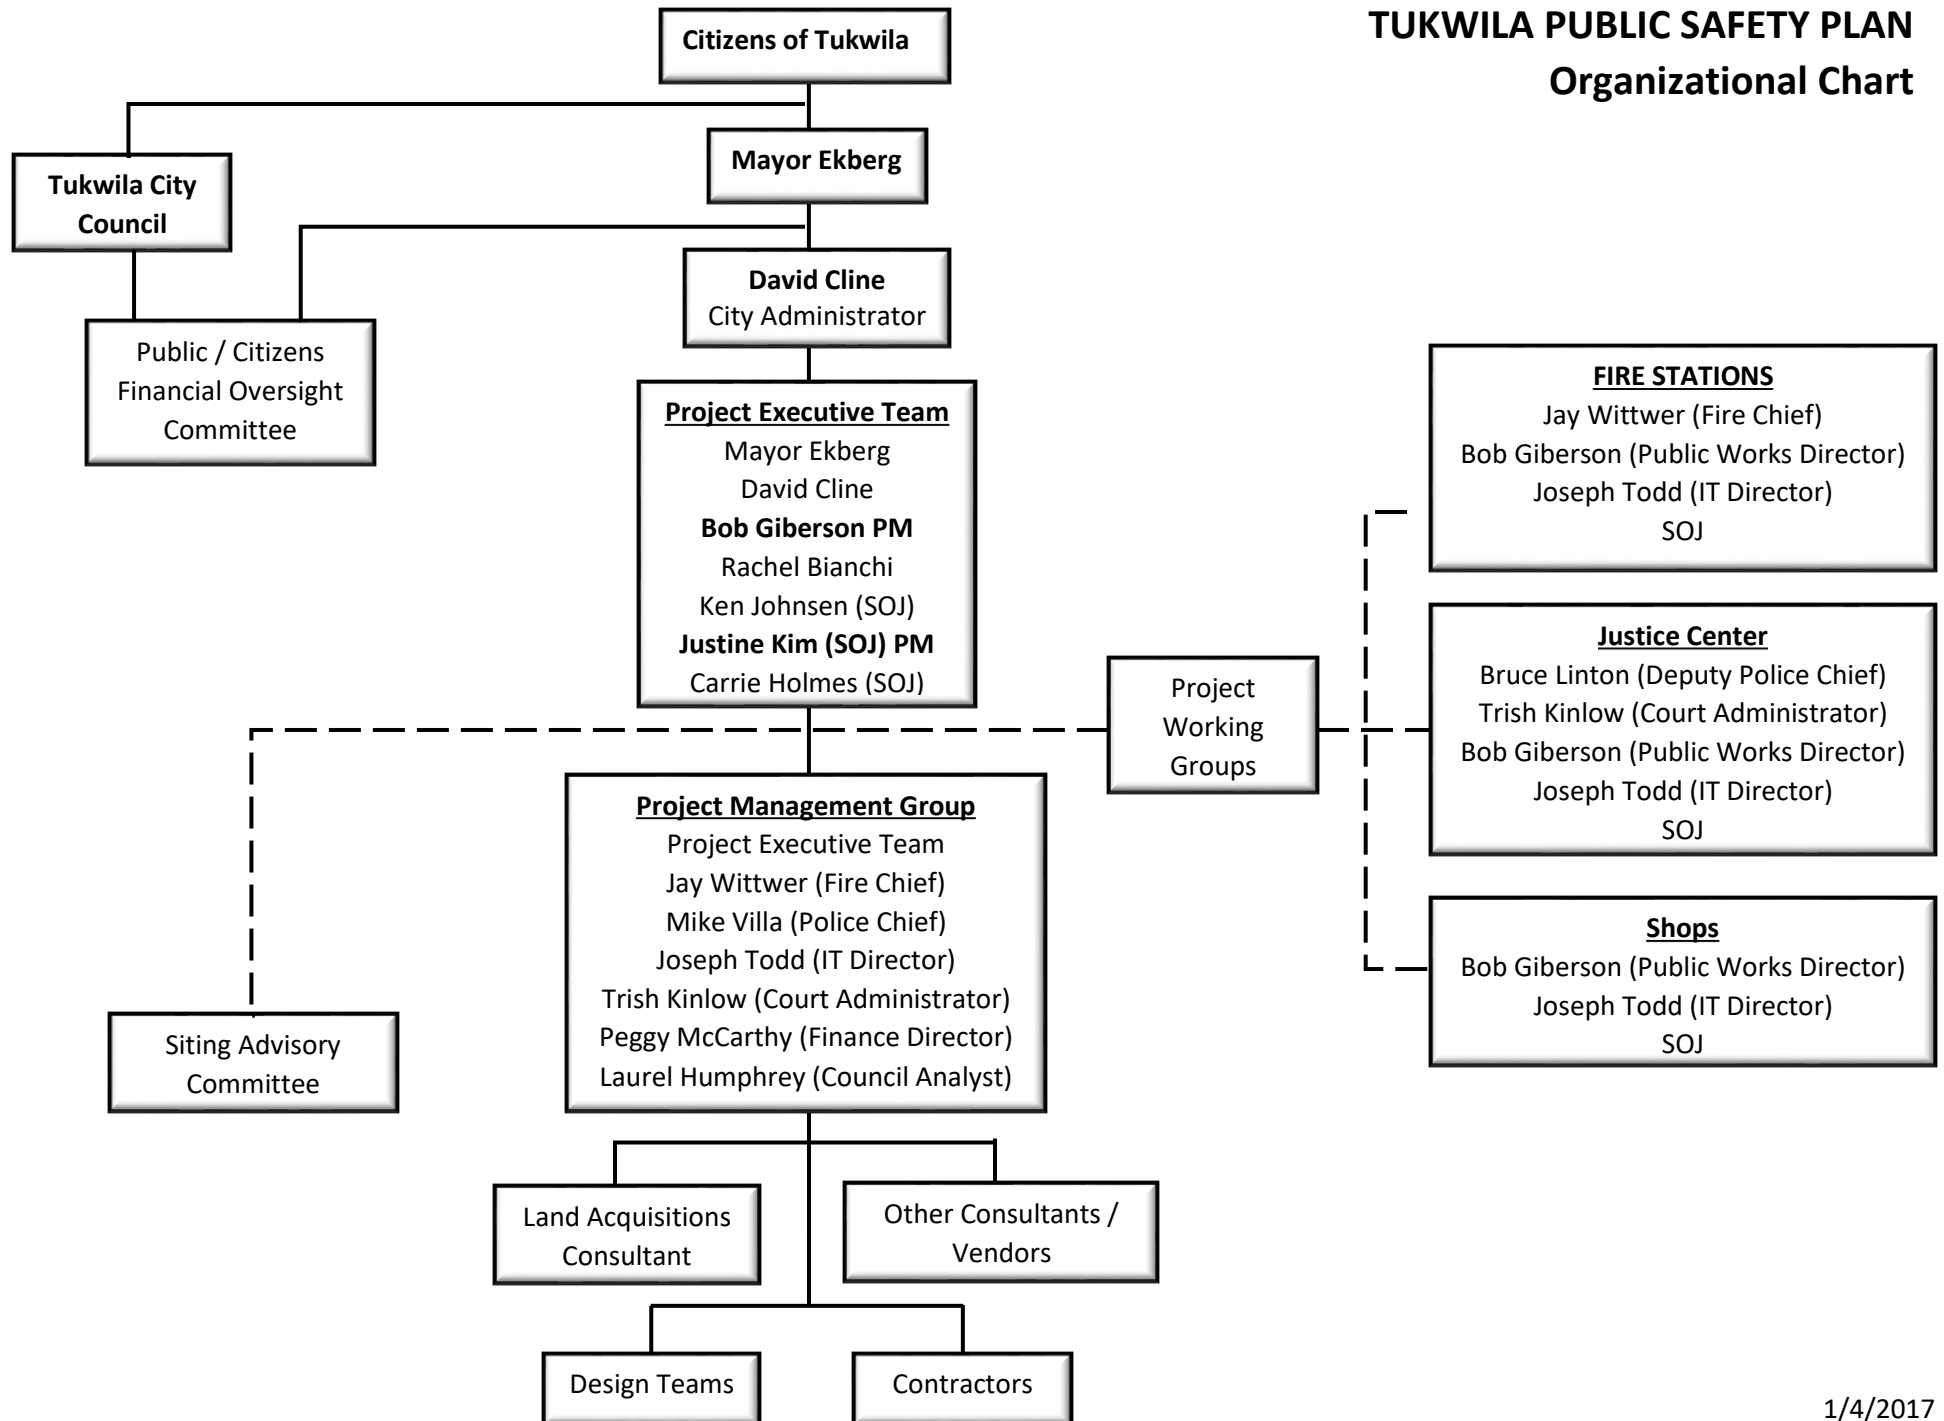 TUKWILA PUBLIC SAFETY PLAN
Organizational Chart
Citizens of Tukwila
Mayor Ekberg
Tukwila City
Council
David Cline
City Administrator
Public / Citizens
Financial Oversight
Committee
Project Executive Team
Mayor Ekberg
David Cline
Bob Giberson PM
Rachel Bianchi
Ken Johnsen (SOJ)
Justine Kim (SOJ) PM
Carrie Holmes (SOJ)
Project
Working
Groups
FIRE STATIONS
Jay Wittwer (Fire Chief)
Bob Giberson (Public Works Director)
Joseph Todd (IT Director)
SOJ
Justice Center
Bruce Linton (Deputy Police Chief)
Trish Kinlow (Court Administrator)
Bob Giberson (Public Works Director)
Joseph Todd (IT Director)
SOJ
Shops
Bob Giberson (Public Works Director)
Joseph Todd (IT Director)
SOJ
Project Management Group
Project Executive Team
Jay Wittwer (Fire Chief)
Mike Villa (Police Chief)
Joseph Todd (IT Director)
Trish Kinlow (Court Administrator)
Peggy McCarthy (Finance Director)
Laurel Humphrey (Council Analyst)
Siting Advisory
Committee
Land Acquisitions
Consultant
Other Consultants /
Vendors
Design Teams
Contractors
1/4/2017